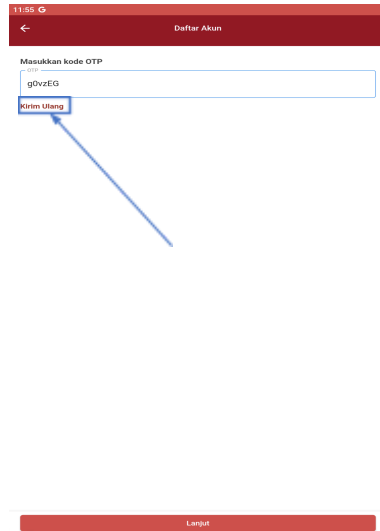 11:55 G
Daftar Akun
Masukkan kode OTP
OTP
g0vzEG
Kirim Ulang
Lanjut